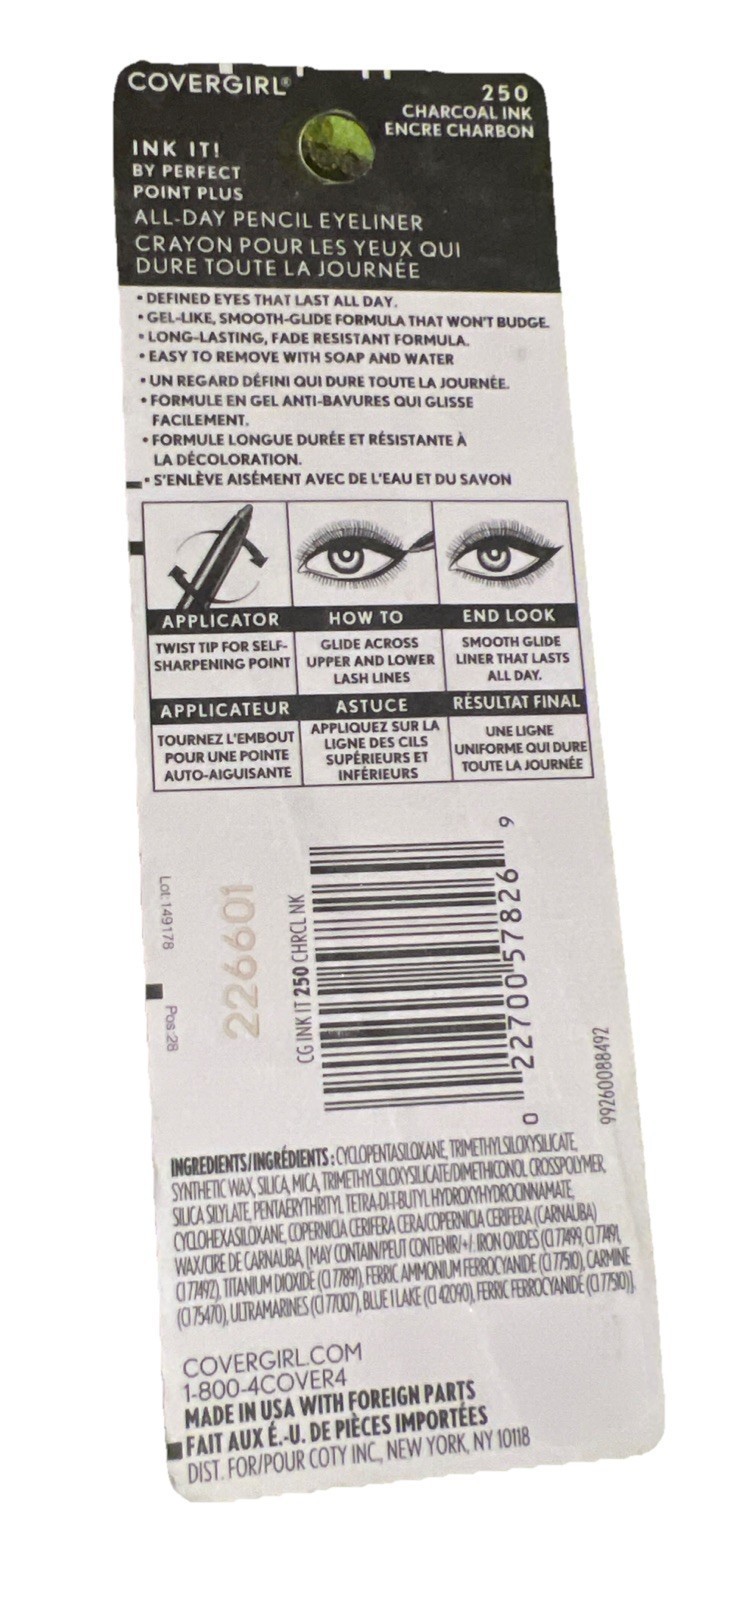 COVERGIRL®
250
CHARCOAL INK
ENCRE CHARBON
INK IT!
BY PERFECT
POINT PLUS
ALL-DAY PENCIL EYELINER
CRAYON POUR LES YEUX QUI
DURE TOUTE LA JOURNÉE
• DEFINED EYES THAT LAST ALL DAY.
• GEL-LIKE, SMOOTH-GLIDE FORMULA THAT WON'T BUDGE.
• LONG-LASTING, FADE RESISTANT FORMULA.
• EASY TO REMOVE WITH SOAP AND WATER
• UN REGARD DÉFINI QUI DURE TOUTE LA JOURNÉE.
• FORMULE EN GEL ANTI-BAVURES QUI GLISSE
FACILEMENT.
• FORMULE LONGUE DURÉE ET RÉSISTANTE À
LA DÉCOLORATION.
• S'ENLÈVE AISÉMENT AVEC DE L'EAU ET DU SAVON
APPLICATOR
TWIST TIP FOR SELF-
SHARPENING POINT
HOW TO
GLIDE ACROSS
UPPER AND LOWER
LASH LINES
END LOOK
SMOOTH GLIDE
LINER THAT LASTS
ALL DAY.
APPLICATEUR
TOURNEZ L'EMBOUT
POUR UNE POINTE
AUTO-AIGUISANTE
ASTUCE
APPLIQUEZ SUR LA
LIGNE DES CILS
SUPÉRIEURS ET
INFÉRIEURS
RÉSULTAT FINAL
UNE LIGNE
UNIFORME QUI DURE
TOUTE LA JOURNÉE
Lot: 149178
Pos: 28
226601
CG INK IT 250 CHRCL NK
0 22700 57826 9
99260088492
INGREDIENTS/INGRÉDIENTS: CYCLOPENTASILOXANE, TRIMETHYLSILOXYSILICATE,
SYNTHETIC WAX, SILICA, MICA, TRIMETHYLSILOXYSILICATE/DIMETHICONOL CROSSPOLYMER,
SILICA SILYLATE, PENTAERYTHRITYL TETRA-DI-T-BUTYL HYDROXYHYDROCINNAMATE,
CYCLOHEXASILOXANE, COPERNICIA CERIFERA CERA/COPERNICIA CERIFERA (CARNAUBA)
WAX/CIRE DE CARNAUBA, [MAY CONTAIN/PEUT CONTENIR/+/-: IRON OXIDES (CI 77499, CI 77491,
CI 77492), TITANIUM DIOXIDE (CI 77891), FERRIC AMMONIUM FERROCYANIDE (CI 77510), CARMINE
(CI 75470), ULTRAMARINES (CI 77007), BLUE 1 LAKE (CI 42090), FERRIC FERROCYANIDE (CI 77510)].
COVERGIRL.COM
1-800-4COVER4
MADE IN USA WITH FOREIGN PARTS
FAIT AUX É.-U. DE PIÈCES IMPORTÉES
DIST. FOR/POUR COTY INC., NEW YORK, NY 10118